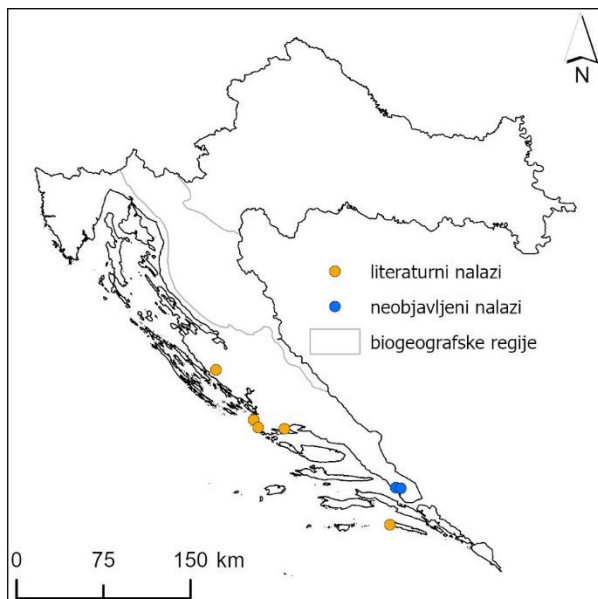 N
literaturni nalazi
neobjavljeni nalazi
biogeografske regije
0 75 150 km